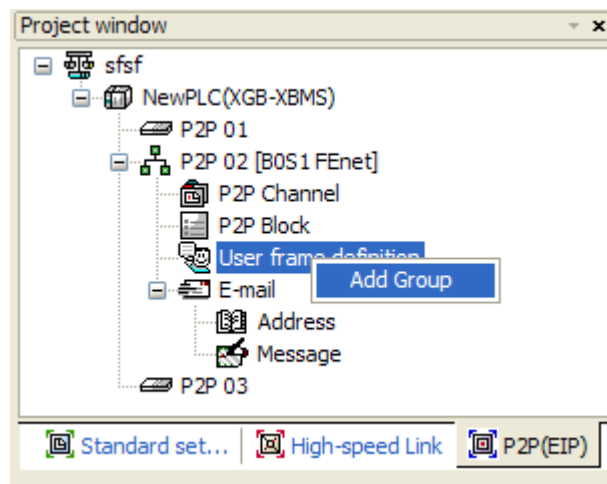 Project window
sfsf
NewPLC(XGB-XBMS)
P2P 01
P2P 02 [B0S1 FEnet]
P2P Channel
P2P Block
User frame definition
Add Group
E-mail
Address
Message
P2P 03
Standard set... High-speed Link P2P(EIP)